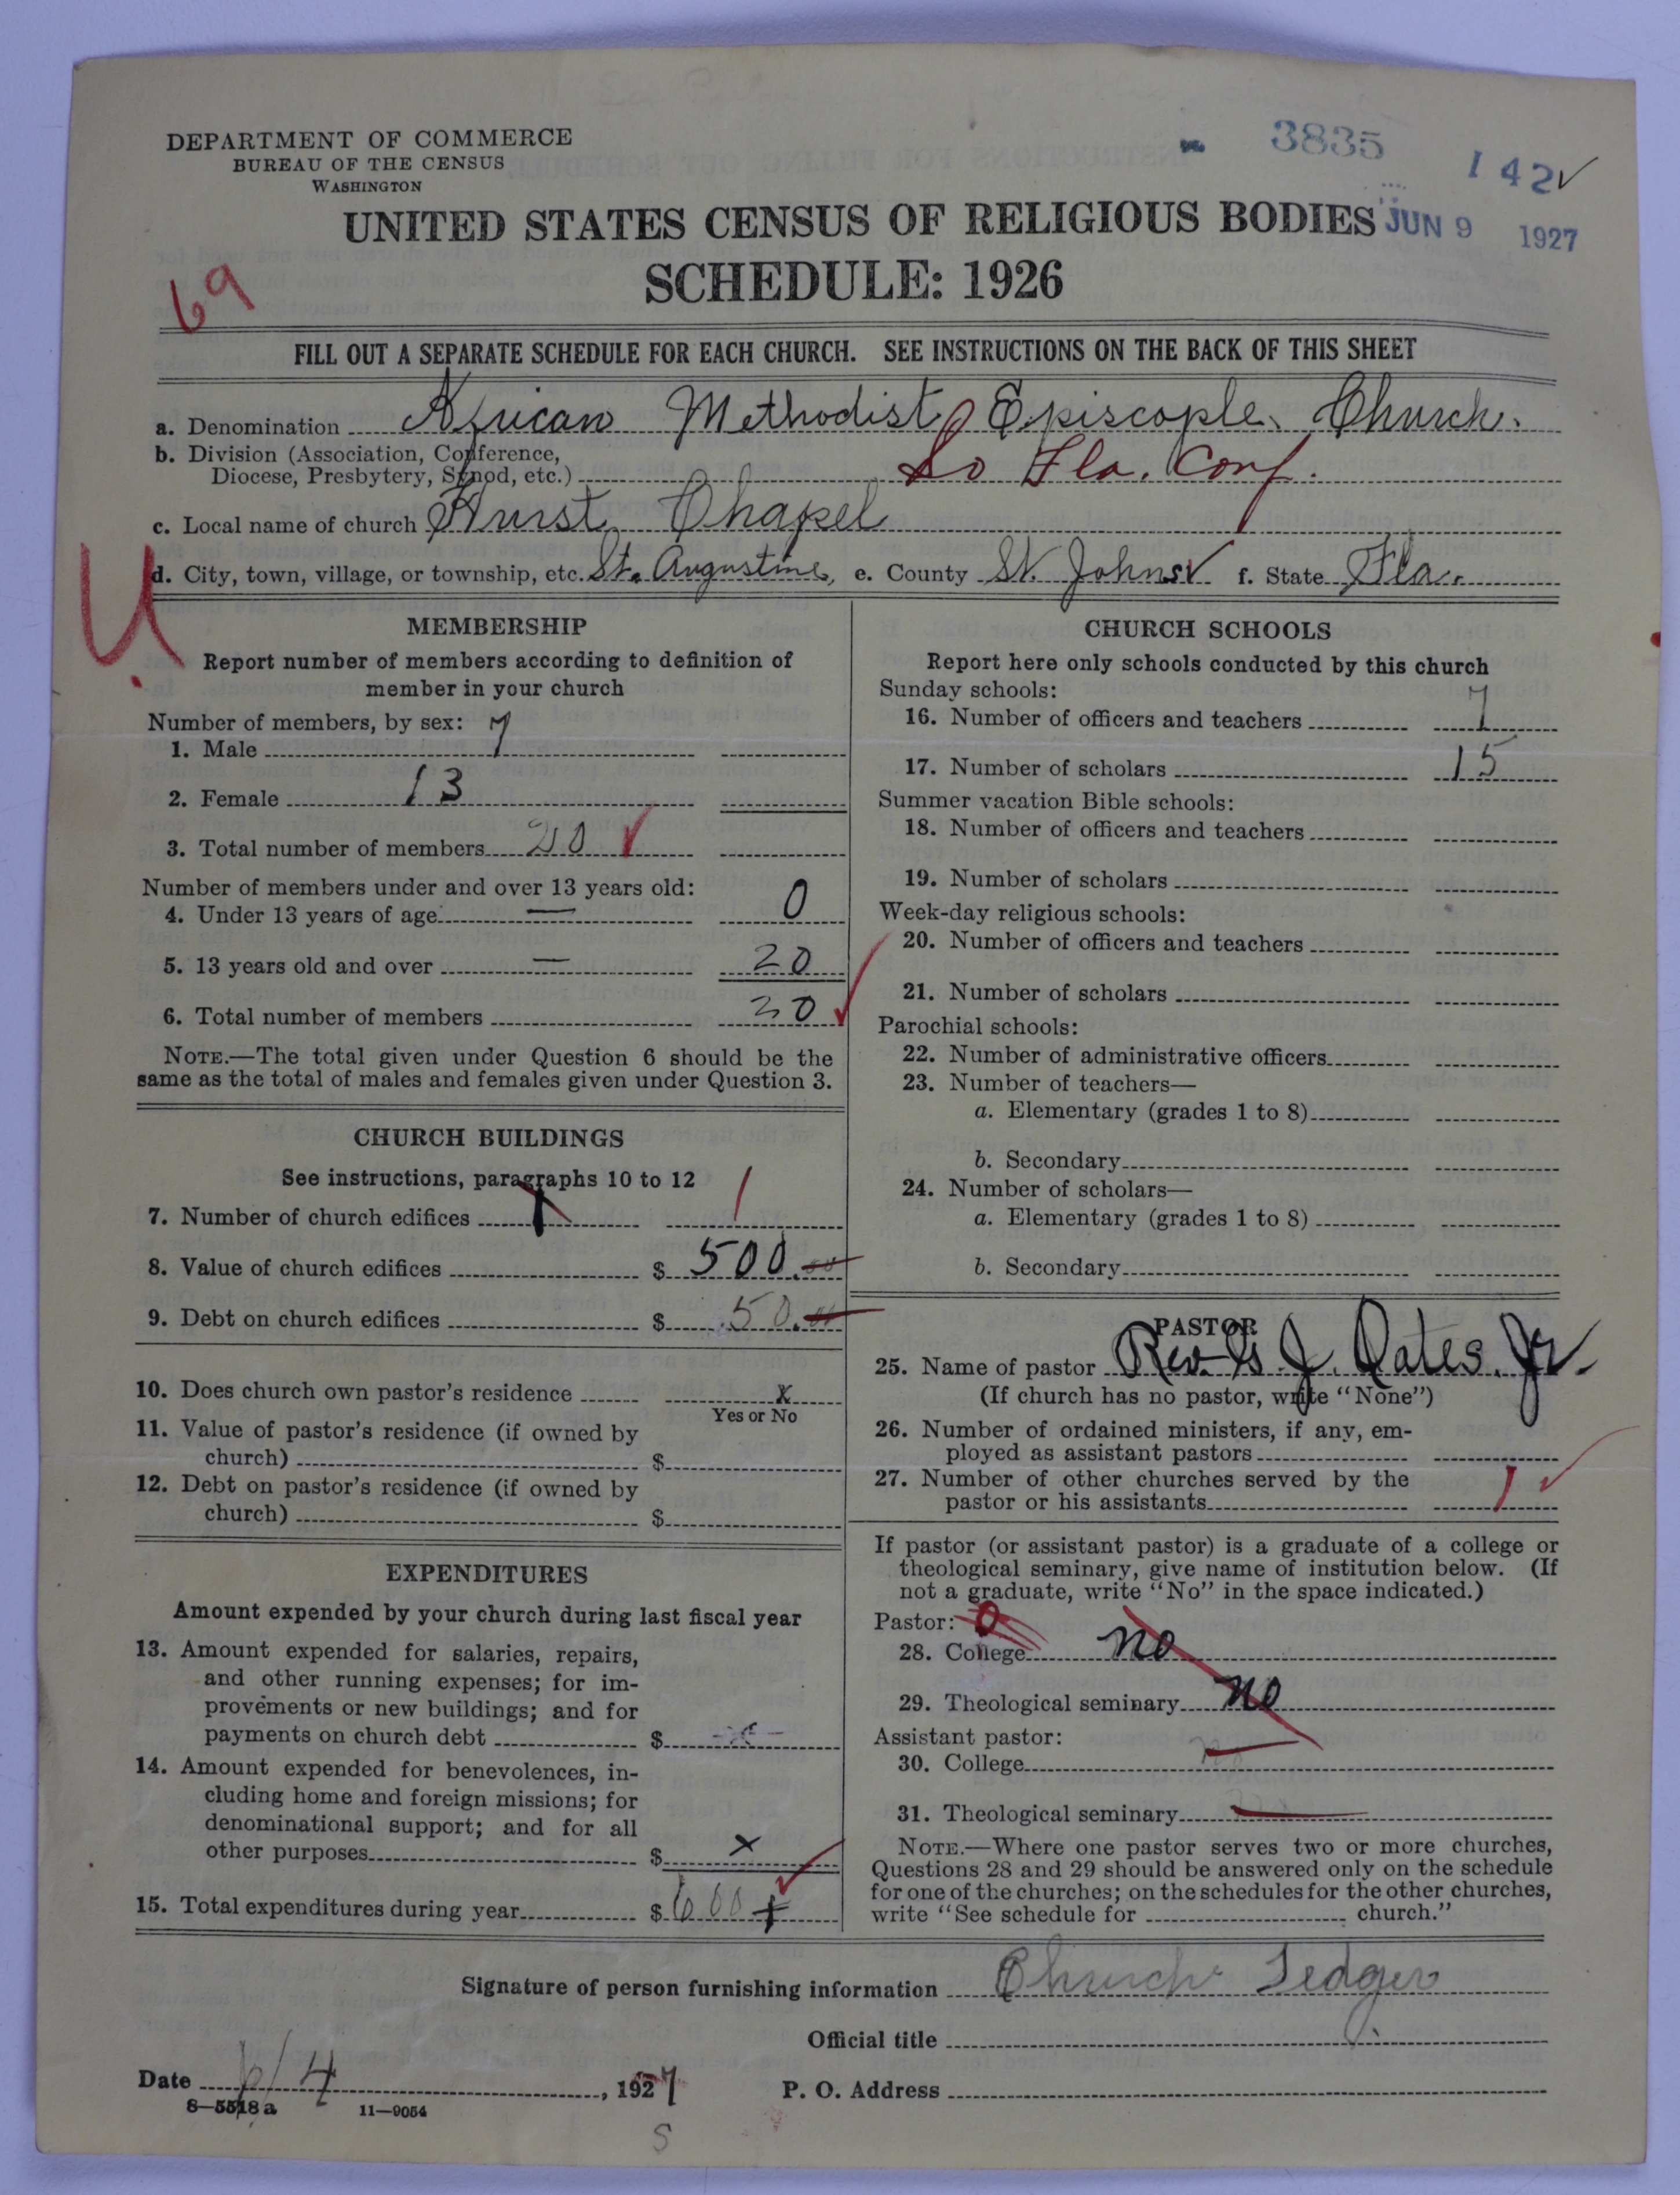 3835
142✓
DEPARTMENT OF COMMERCE
BUREAU OF THE CENSUS
WASHINGTON
UNITED STATES CENSUS OF RELIGIOUS BODIES
JUN 9 1927
SCHEDULE: 1926
69
FILL OUT A SEPARATE SCHEDULE FOR EACH CHURCH. SEE INSTRUCTIONS ON THE BACK OF THIS SHEET
a. Denomination African Methodist Episcople Church.
b. Division (Association, Conference,
Diocese, Presbytery, Synod, etc.) So Fla. Conf.
c. Local name of church Hurst Chapel
d. City, town, village, or township, etc. St. Augustine, e. County St. Johns ✓ f. State Fla.
U
MEMBERSHIP
Report number of members according to definition of
member in your church
Number of members, by sex: 7
1. Male
2. Female 13
3. Total number of members 20 ✓
Number of members under and over 13 years old:
4. Under 13 years of age — 0
5. 13 years old and over — 20
6. Total number of members 20 ✓
NOTE.—The total given under Question 6 should be the
same as the total of males and females given under Question 3.
CHURCH BUILDINGS
See instructions, paragraphs 10 to 12
7. Number of church edifices 1 1
8. Value of church edifices $ 500.00
9. Debt on church edifices $ 50.00
10. Does church own pastor's residence x
Yes or No
11. Value of pastor's residence (if owned by
church) $
12. Debt on pastor's residence (if owned by
church) $
EXPENDITURES
Amount expended by your church during last fiscal year
13. Amount expended for salaries, repairs,
and other running expenses; for im-
provements or new buildings; and for
payments on church debt $
14. Amount expended for benevolences, in-
cluding home and foreign missions; for
denominational support; and for all
other purposes $ x
15. Total expenditures during year $ 600 + ✓
CHURCH SCHOOLS
Report here only schools conducted by this church
Sunday schools:
16. Number of officers and teachers 7
17. Number of scholars 15
Summer vacation Bible schools:
18. Number of officers and teachers
19. Number of scholars
Week-day religious schools:
20. Number of officers and teachers
21. Number of scholars
Parochial schools:
22. Number of administrative officers
23. Number of teachers—
a. Elementary (grades 1 to 8)
b. Secondary
24. Number of scholars—
a. Elementary (grades 1 to 8)
b. Secondary
PASTOR
25. Name of pastor Rev. G. J. Oates. Jr.
(If church has no pastor, write "None")
26. Number of ordained ministers, if any, em-
ployed as assistant pastors
27. Number of other churches served by the
pastor or his assistants 1 ✓
If pastor (or assistant pastor) is a graduate of a college or
theological seminary, give name of institution below. (If
not a graduate, write "No" in the space indicated.)
Pastor: 0
28. College no
29. Theological seminary no
Assistant pastor:
30. College no
31. Theological seminary
NOTE.—Where one pastor serves two or more churches,
Questions 28 and 29 should be answered only on the schedule
for one of the churches; on the schedules for the other churches,
write "See schedule for church."
Signature of person furnishing information Church Ledger
Official title
Date 6/4, 1927 P. O. Address
8—5518 a 11—9054
S